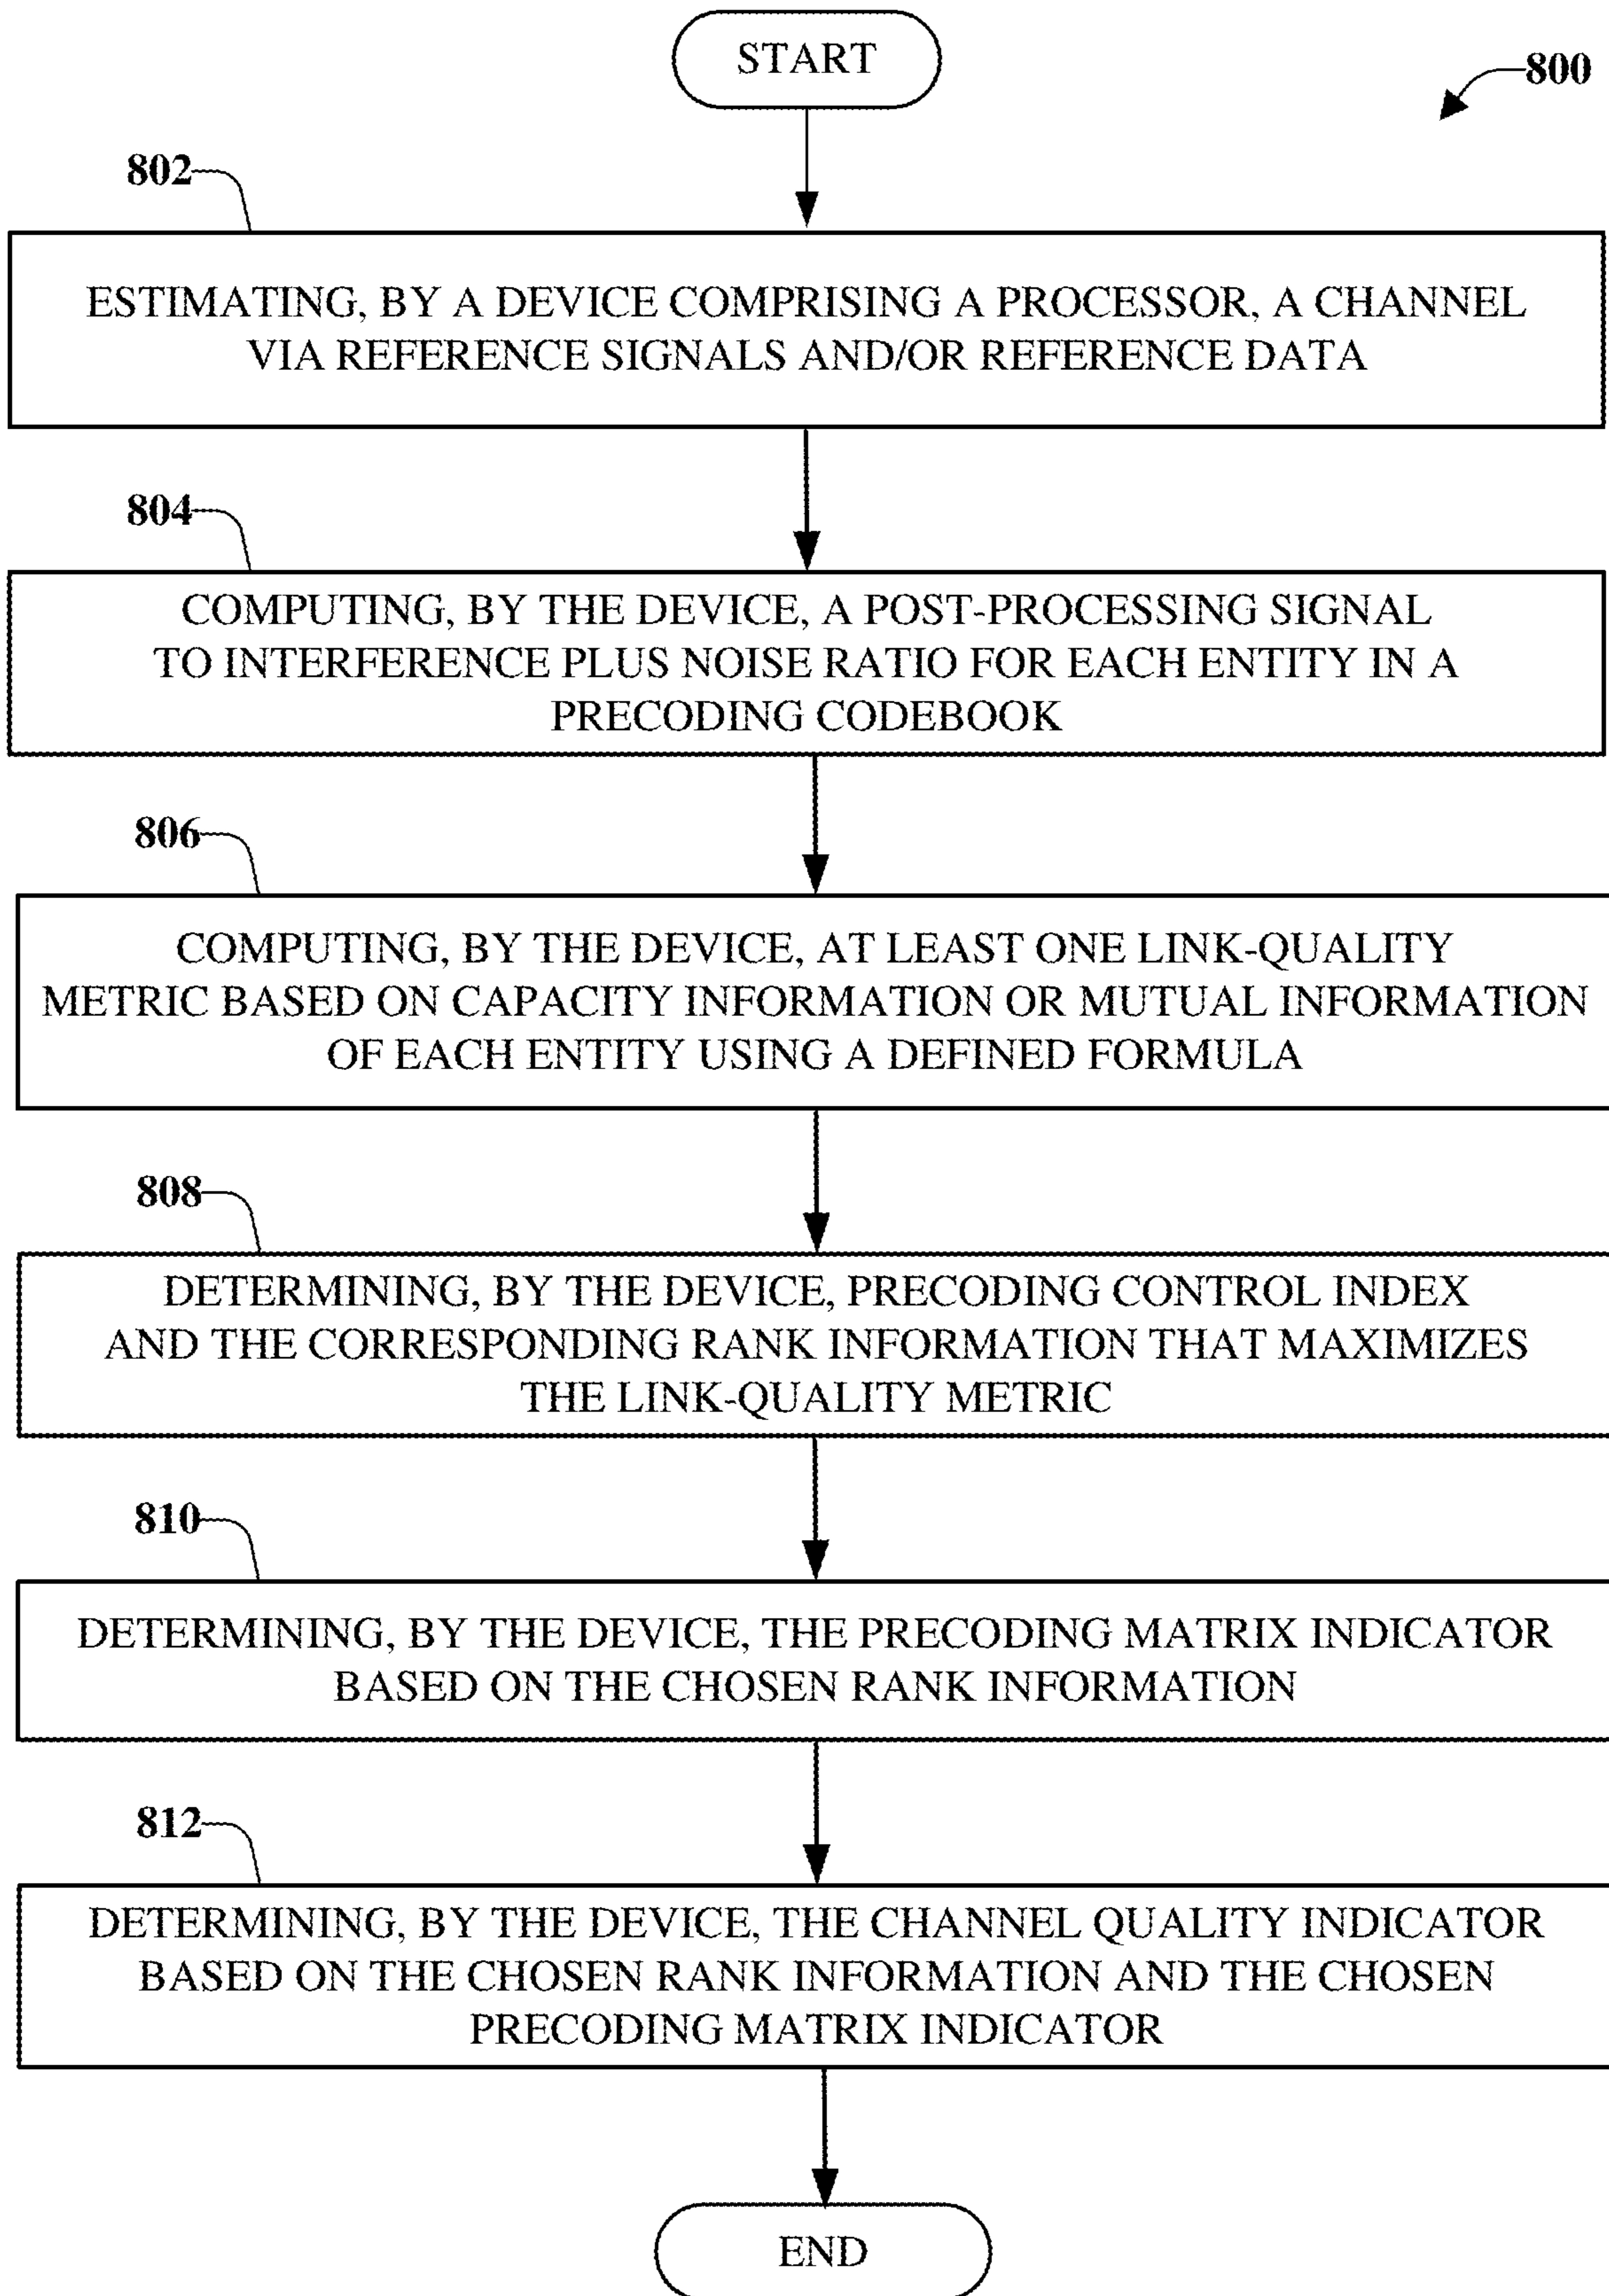 START
800
802
ESTIMATING, BY A DEVICE COMPRISING A PROCESSOR, A CHANNEL
VIA REFERENCE SIGNALS AND/OR REFERENCE DATA
804
COMPUTING, BY THE DEVICE, A POST-PROCESSING SIGNAL
TO INTERFERENCE PLUS NOISE RATIO FOR EACH ENTITY IN A
PRECODING CODEBOOK
806
COMPUTING, BY THE DEVICE, AT LEAST ONE LINK-QUALITY
METRIC BASED ON CAPACITY INFORMATION OR MUTUAL INFORMATION
OF EACH ENTITY USING A DEFINED FORMULA
808
DETERMINING, BY THE DEVICE, PRECODING CONTROL INDEX
AND THE CORRESPONDING RANK INFORMATION THAT MAXIMIZES
THE LINK-QUALITY METRIC
810
DETERMINING, BY THE DEVICE, THE PRECODING MATRIX INDICATOR
BASED ON THE CHOSEN RANK INFORMATION
812
DETERMINING, BY THE DEVICE, THE CHANNEL QUALITY INDICATOR
BASED ON THE CHOSEN RANK INFORMATION AND THE CHOSEN
PRECODING MATRIX INDICATOR
END